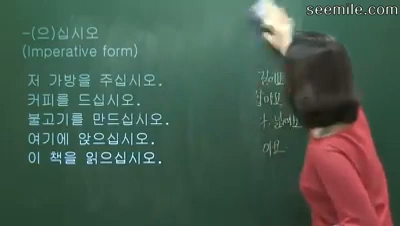 seemile.com
-(으)십시오
(Imperative form)
저 가방을 주십시오.
커피를 드십시오.
불고기를 만드십시오.
여기에 앉으십시오.
이 책을 읽으십시오.